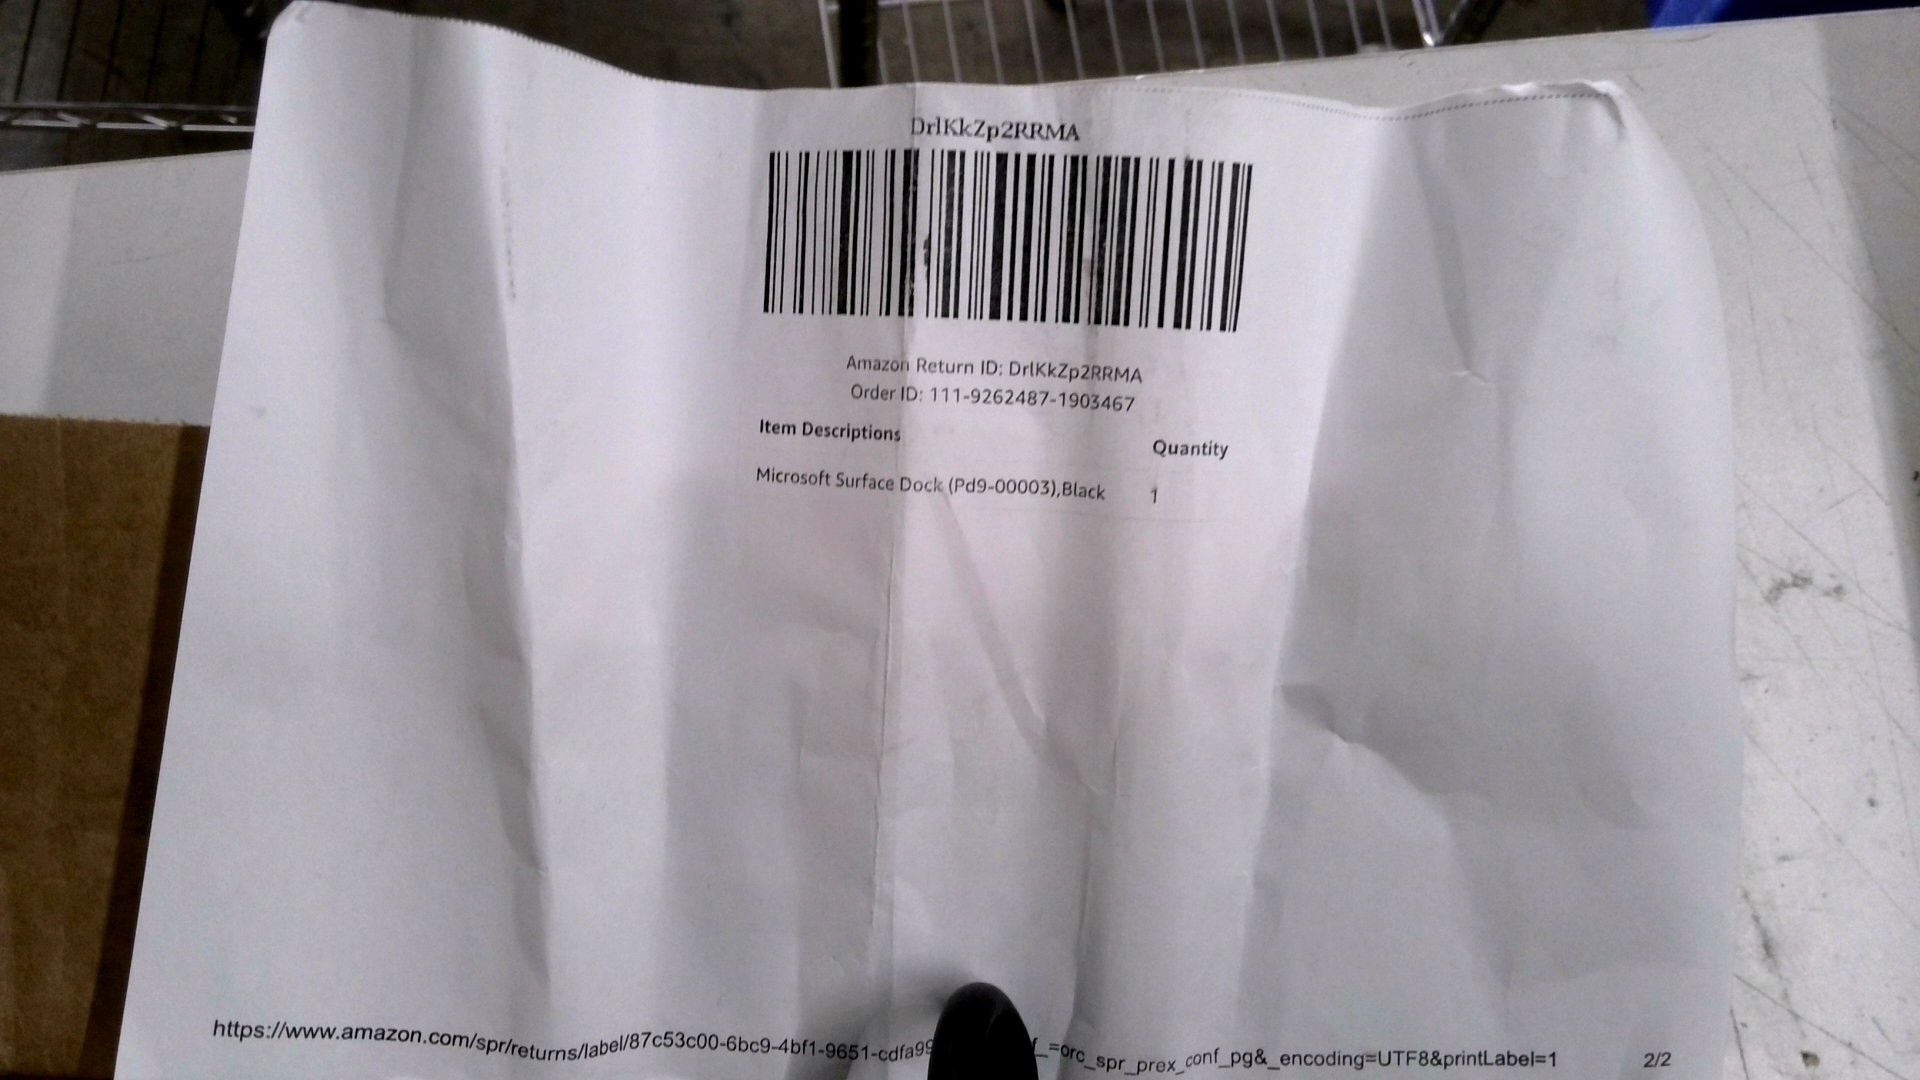 DrlKkZp2RRMA
Amazon Return ID: DrlKkZp2RRMA
Order ID: 111-9262487-1903467
Item Descriptions Quantity
Microsoft Surface Dock (Pd9-00003),Black 1
https://www.amazon.com/spr/returns/label/87c53c00-6bc9-4bf1-9651-cdfa99 f_=orc_spr_prex_conf_pg&_encoding=UTF8&printLabel=1 2/2